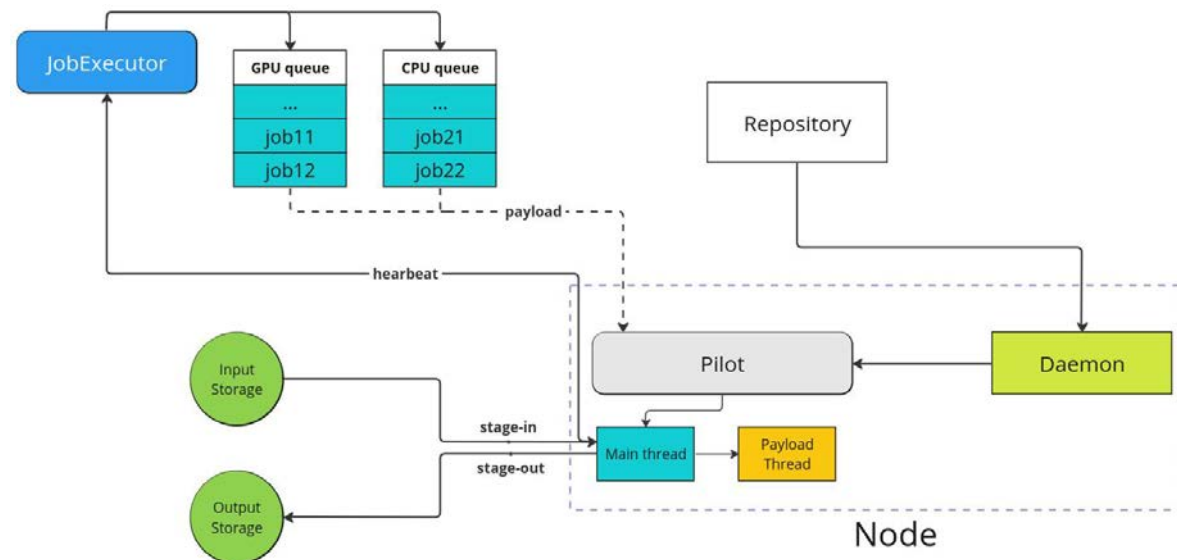 JobExecutor
GPU queue
CPU queue
...
...
job11
job21
job12
job22
Repository
payload
hearbeat
Pilot
Daemon
Input
Storage
stage-in
Main thread
Payload
Thread
stage-out
Output
Storage
Node